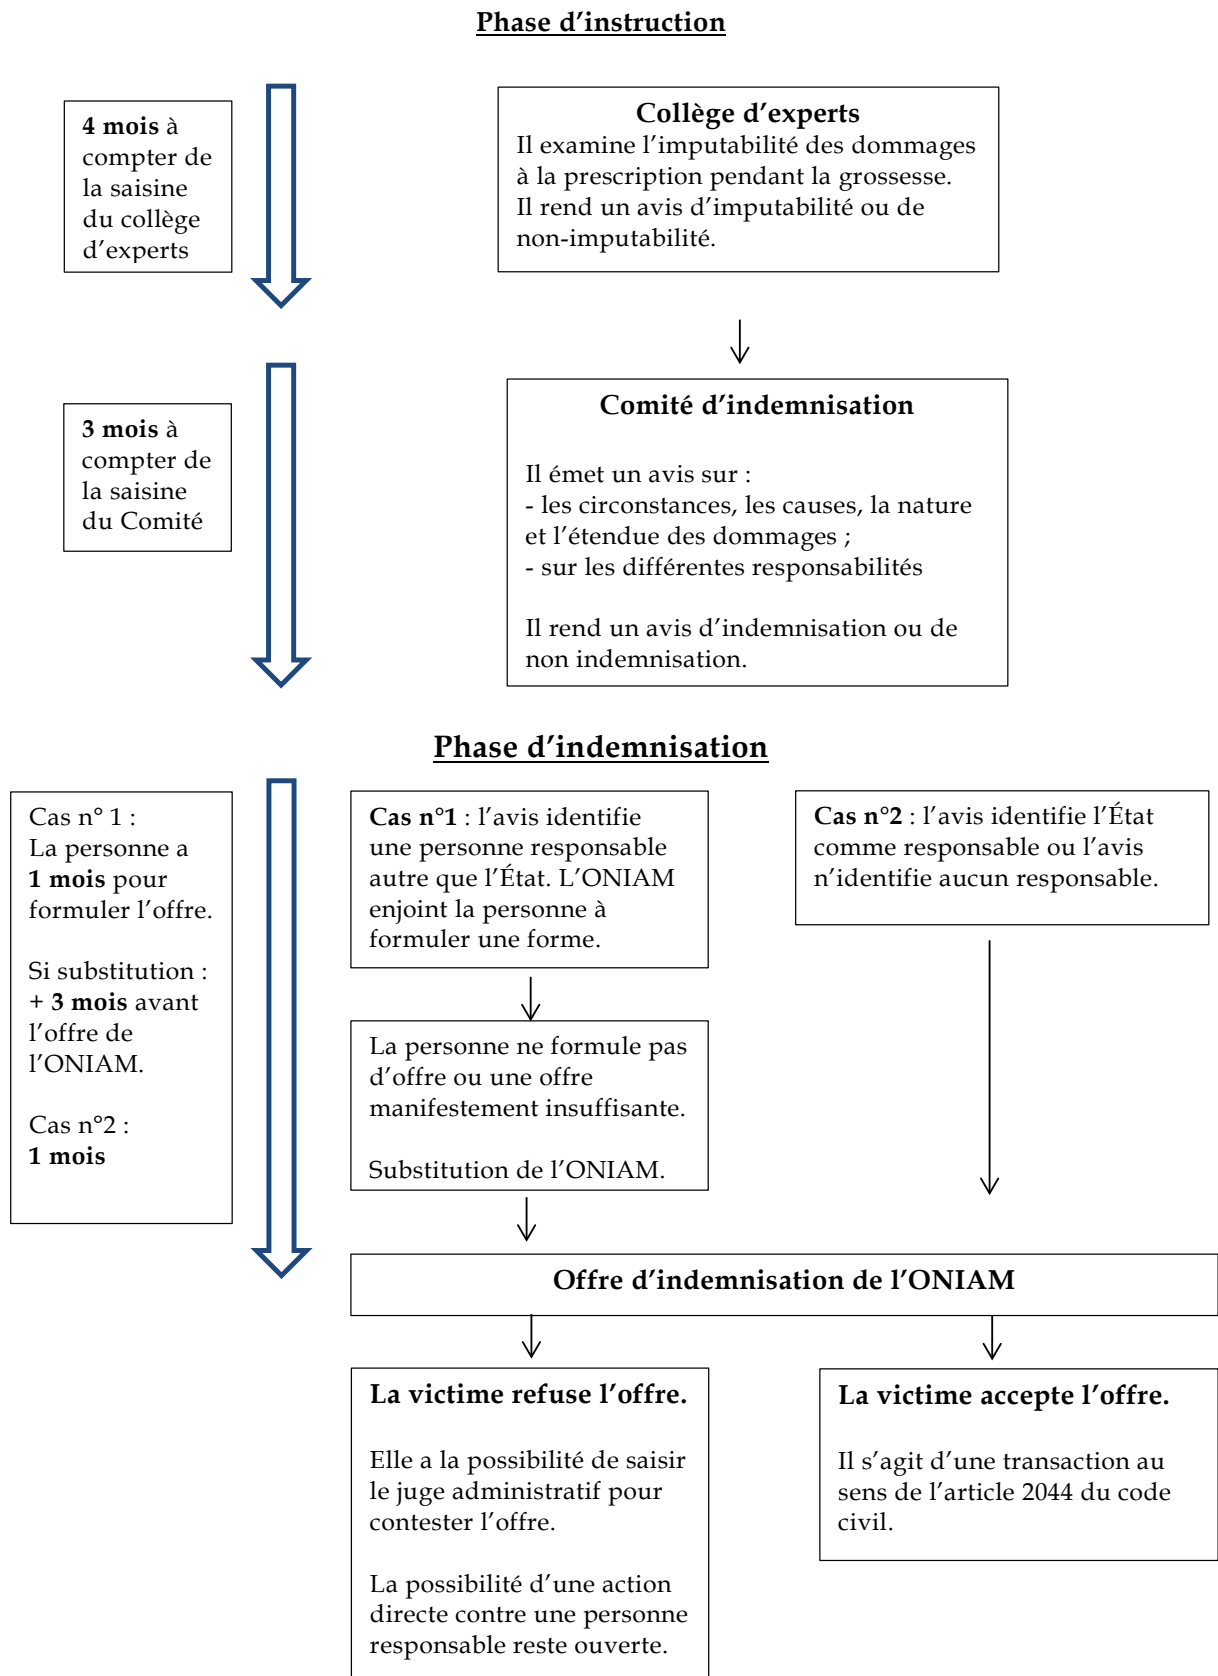 Phase d’instruction
4 mois à
compter de
la saisine
du collège
d’experts
Collège d’experts
Il examine l’imputabilité des dommages
à la prescription pendant la grossesse.
Il rend un avis d’imputabilité ou de
non-imputabilité.
3 mois à
compter de
la saisine
du Comité
Comité d’indemnisation
Il émet un avis sur :
- les circonstances, les causes, la nature
et l’étendue des dommages ;
- sur les différentes responsabilités
Il rend un avis d’indemnisation ou de
non indemnisation.
Phase d’indemnisation
Cas n° 1 :
La personne a
1 mois pour
formuler l’offre.
Si substitution :
+ 3 mois avant
l’offre de
l’ONIAM.
Cas n°2 :
1 mois
Cas n°1 : l’avis identifie
une personne responsable
autre que l’État. L’ONIAM
enjoint la personne à
formuler une forme.
Cas n°2 : l’avis identifie l’État
comme responsable ou l’avis
n’identifie aucun responsable.
La personne ne formule pas
d’offre ou une offre
manifestement insuffisante.
Substitution de l’ONIAM.
Offre d’indemnisation de l’ONIAM
La victime refuse l’offre.
Elle a la possibilité de saisir
le juge administratif pour
contester l’offre.
La possibilité d’une action
directe contre une personne
responsable reste ouverte.
La victime accepte l’offre.
Il s’agit d’une transaction au
sens de l’article 2044 du code
civil.